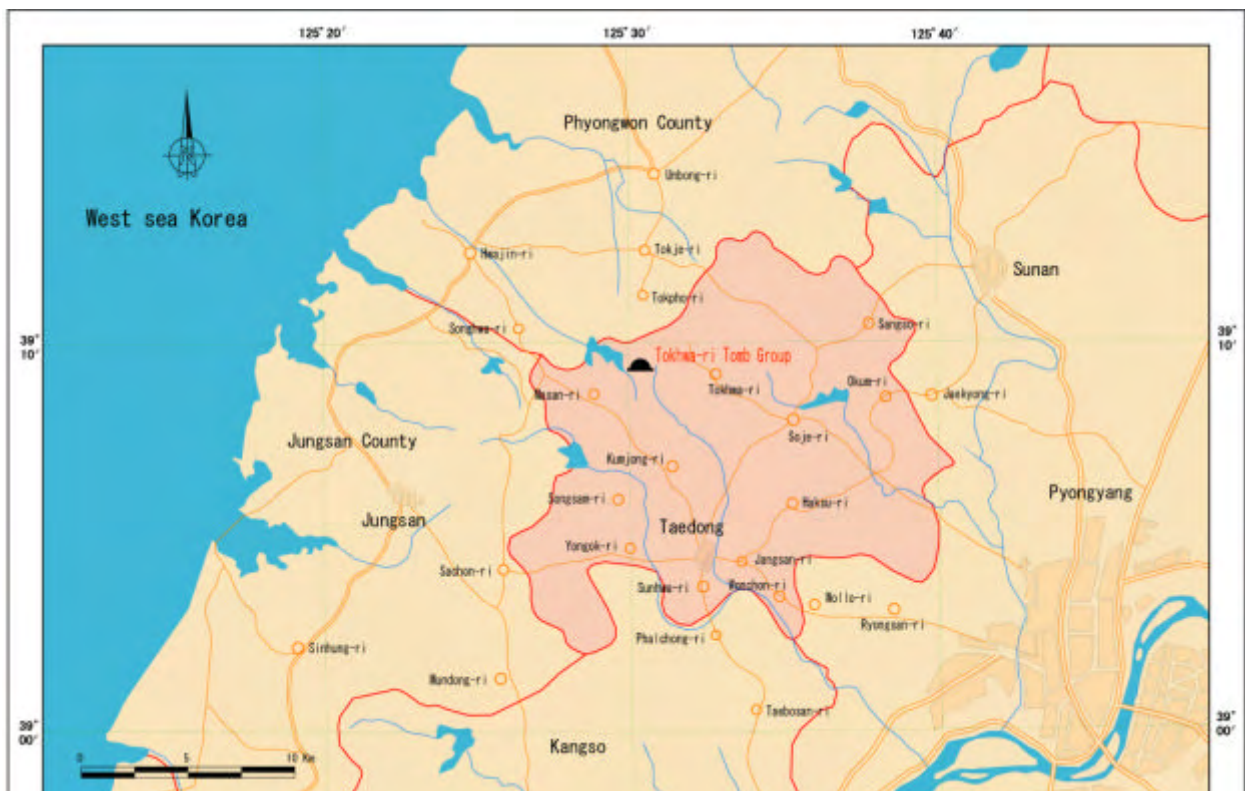 125° 20′
125° 30′
125° 40′
Phyongwon County
Unbong-ri
West sea Korea
Tokje-ri
Hanjin-ri
Sunan
Tokpho-ri
Songhwa-ri
Sangso-ri
39° 10′
39° 10′
Tokhwa-ri Tomb Group
Tokhwa-ri
Okum-ri
Masan-ri
Jaekyong-ri
Soje-ri
Jungsan County
Kumjong-ri
Pyongyang
Songsam-ri
Haksu-ri
Jungsan
Taedong
Yongok-ri
Jangsan-ri
Sachon-ri
Sunhwa-ri
Wonchon-ri
Wollo-ri
Ryongsan-ri
Phalchong-ri
Sinhung-ri
Mundong-ri
Taebosan-ri
39° 00′
39° 00′
Kangso
0 5 10 Km